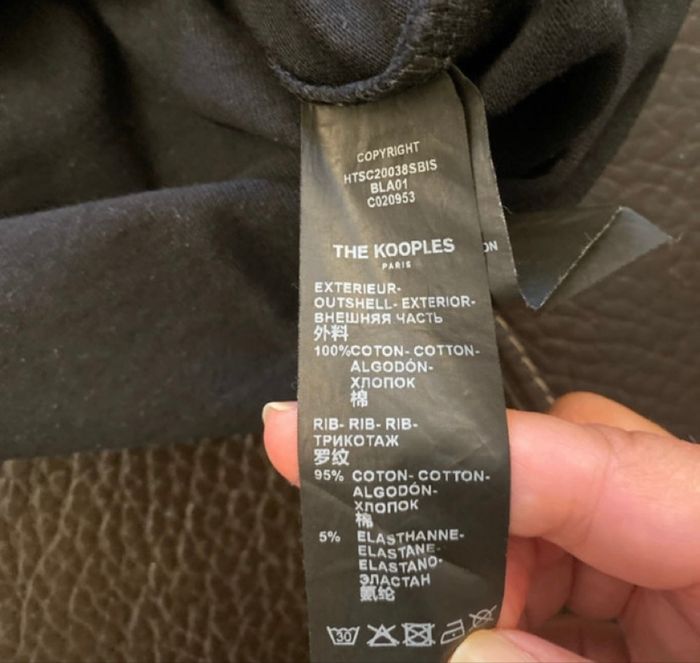 COPYRIGHT
HTSC20038SBIS
BLA01
C020953
THE KOOPLES
PARIS
ON
EXTERIEUR-
OUTSHELL- EXTERIOR-
ВНЕШНЯЯ ЧАСТЬ
外料
100%COTON- COTTON-
ALGODÓN-
ХЛОПОК
棉
RIB- RIB- RIB-
ТРИКОТАЖ
罗纹
95% COTON- COTTON-
ALGODÓN-
ХЛОПОК
棉
5% ELASTHANNE-
ELASTANE-
ELASTANO-
ЭЛАСТАН
氨纶
30